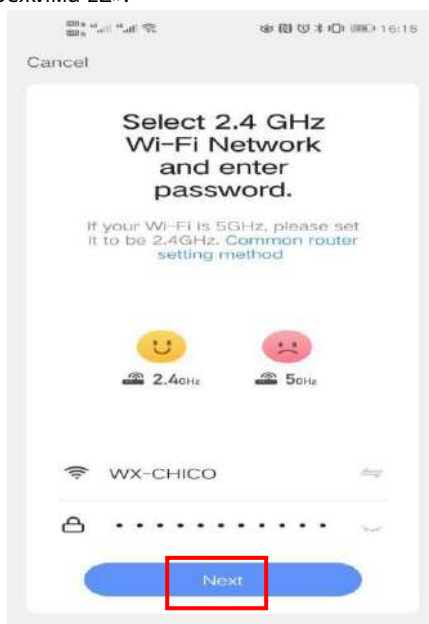 16:15
Cancel
Select 2.4 GHz
Wi-Fi Network
and enter
password.
If your Wi-Fi is 5GHz, please set
it to be 2.4GHz. Common router
setting method
2.4GHz 5GHz
WX-CHICO
Next